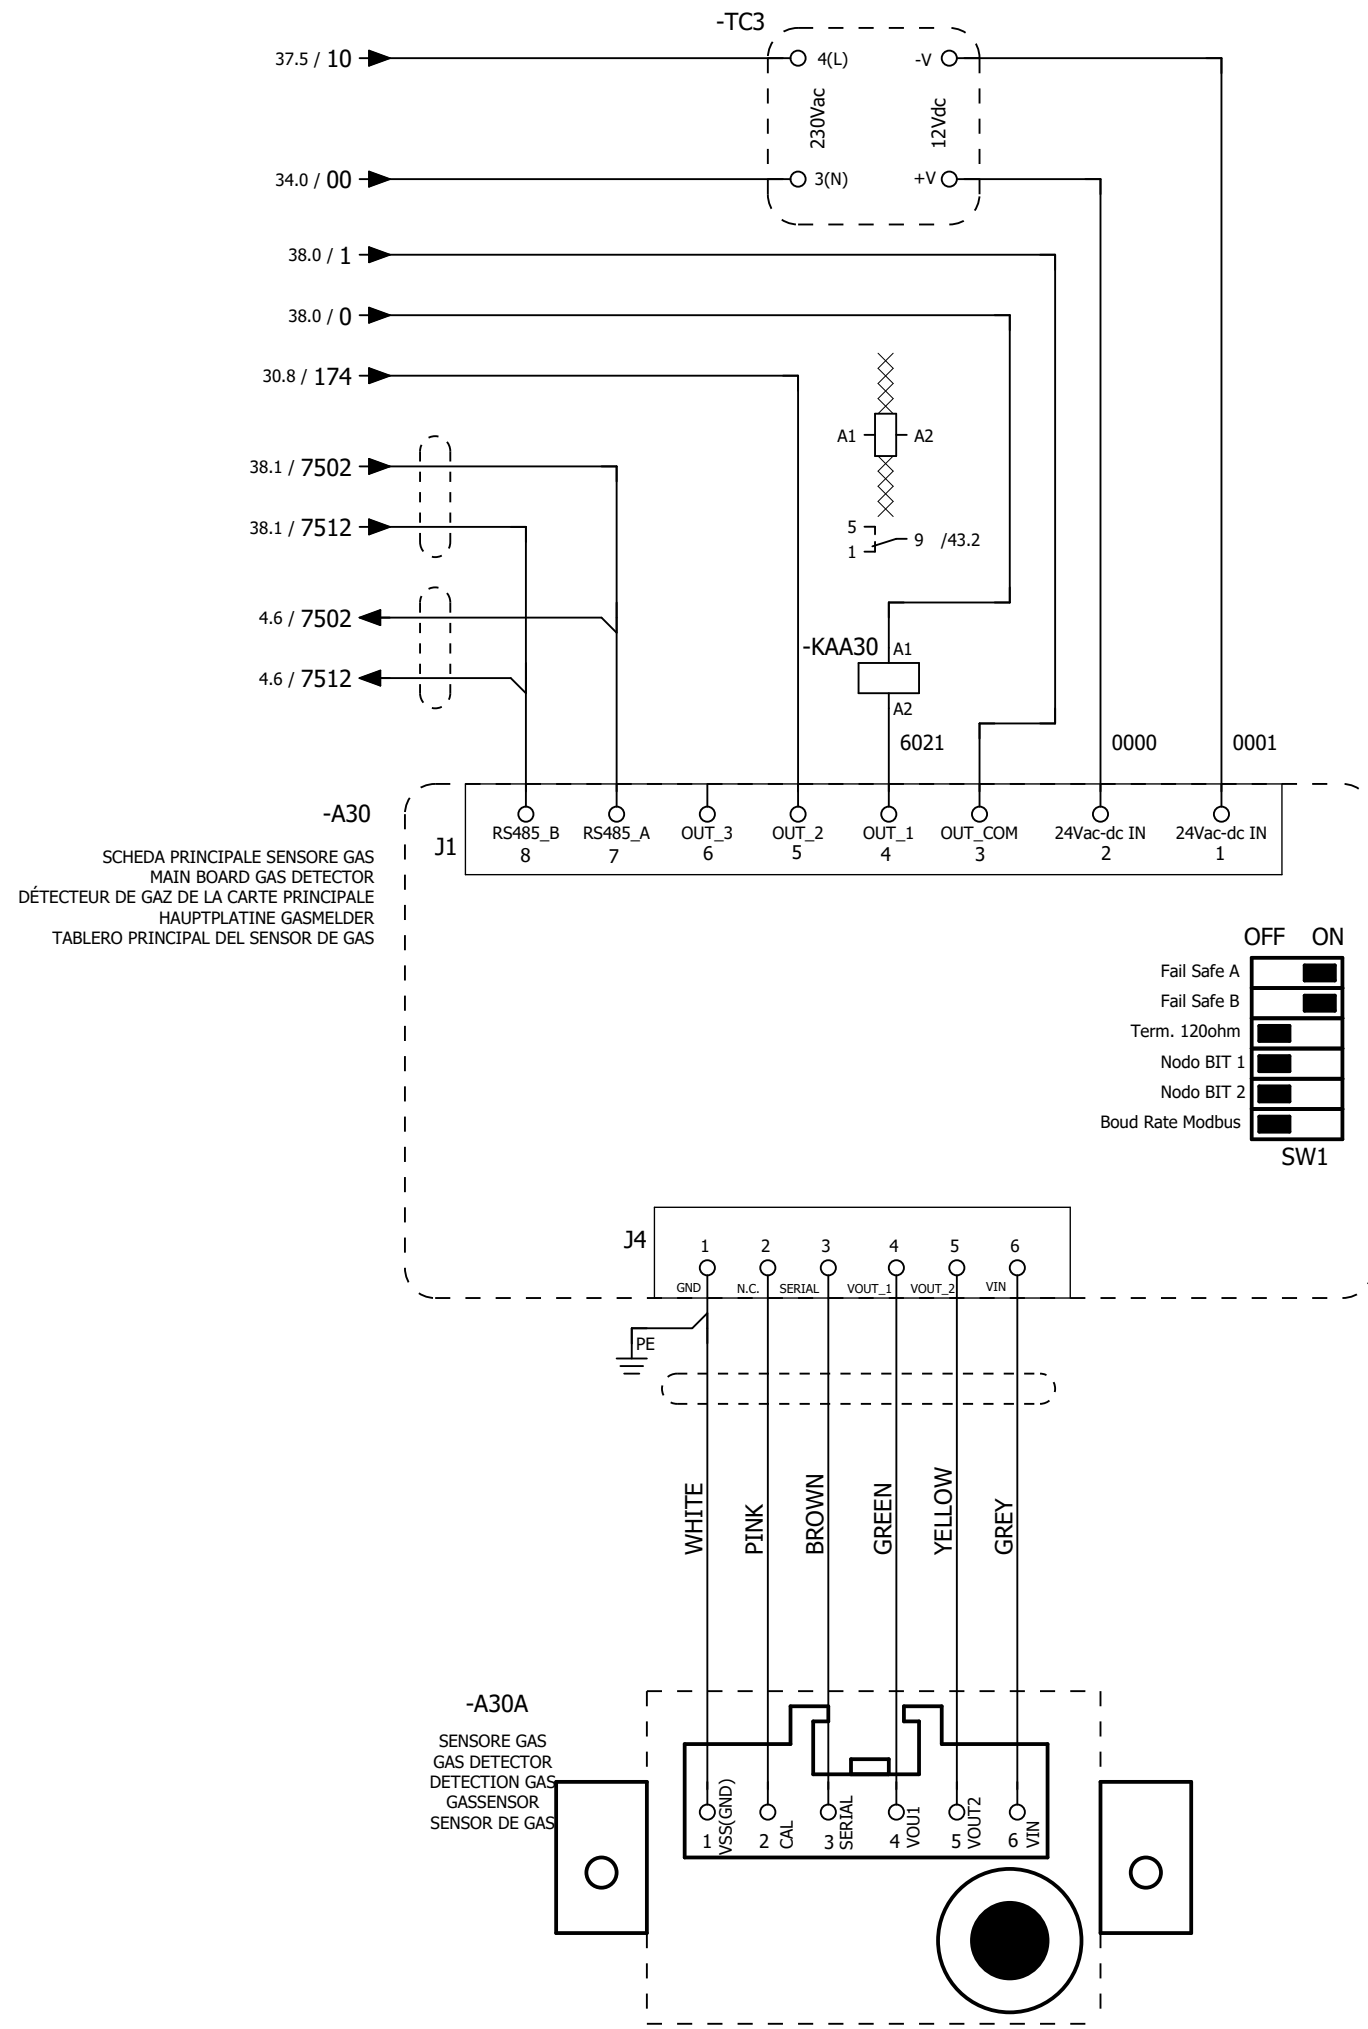 -TC3
37.5 / 10
4(L)
-V
230Vac
12Vdc
34.0 / 00
3(N)
+V
38.0 / 1
38.0 / 0
30.8 / 174
A1
A2
38.1 / 7502
38.1 / 7512
5
1
9
/43.2
4.6 / 7502
-KAA30
A1
4.6 / 7512
A2
6021
0000
0001
-A30
SCHEDA PRINCIPALE SENSORE GAS
MAIN BOARD GAS DETECTOR
DÉTECTEUR DE GAZ DE LA CARTE PRINCIPALE
HAUPTPLATINE GASMELDER
TABLERO PRINCIPAL DEL SENSOR DE GAS
J1
RS485_B
RS485_A
OUT_3
OUT_2
OUT_1
OUT_COM
24Vac-dc IN
24Vac-dc IN
8
7
6
5
4
3
2
1
OFF ON
Fail Safe A
Fail Safe B
Term. 120ohm
Nodo BIT 1
Nodo BIT 2
Boud Rate Modbus
SW1
J4
1
2
3
4
5
6
GND
N.C.
SERIAL
VOUT_1
VOUT_2
VIN
PE
WHITE
PINK
BROWN
GREEN
YELLOW
GREY
-A30A
SENSORE GAS
GAS DETECTOR
DETECTION GAS
GASSENSOR
SENSOR DE GAS
1
VSS(GND)
2
CAL
3
SERIAL
4
VOU1
5
VOUT2
6
VIN